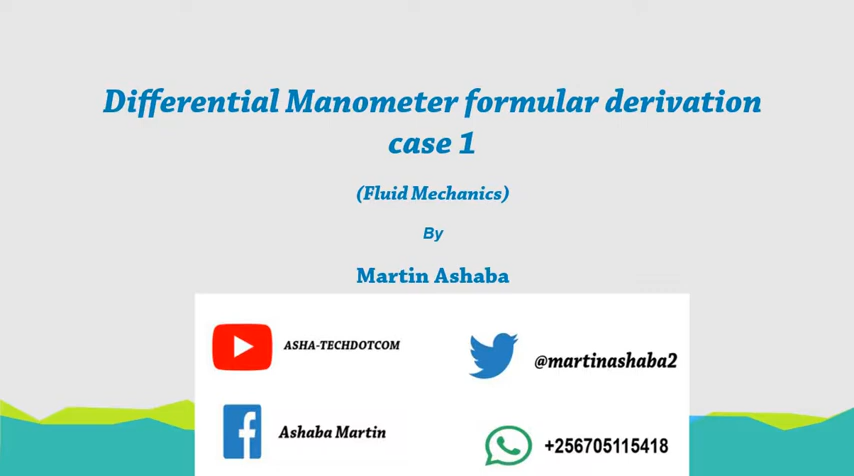 Differential Manometer formular derivation
case 1
(Fluid Mechanics)
By
Martin Ashaba
ASHA-TECHDOTCOM
@martinashaba2
Ashaba Martin
+256705115418